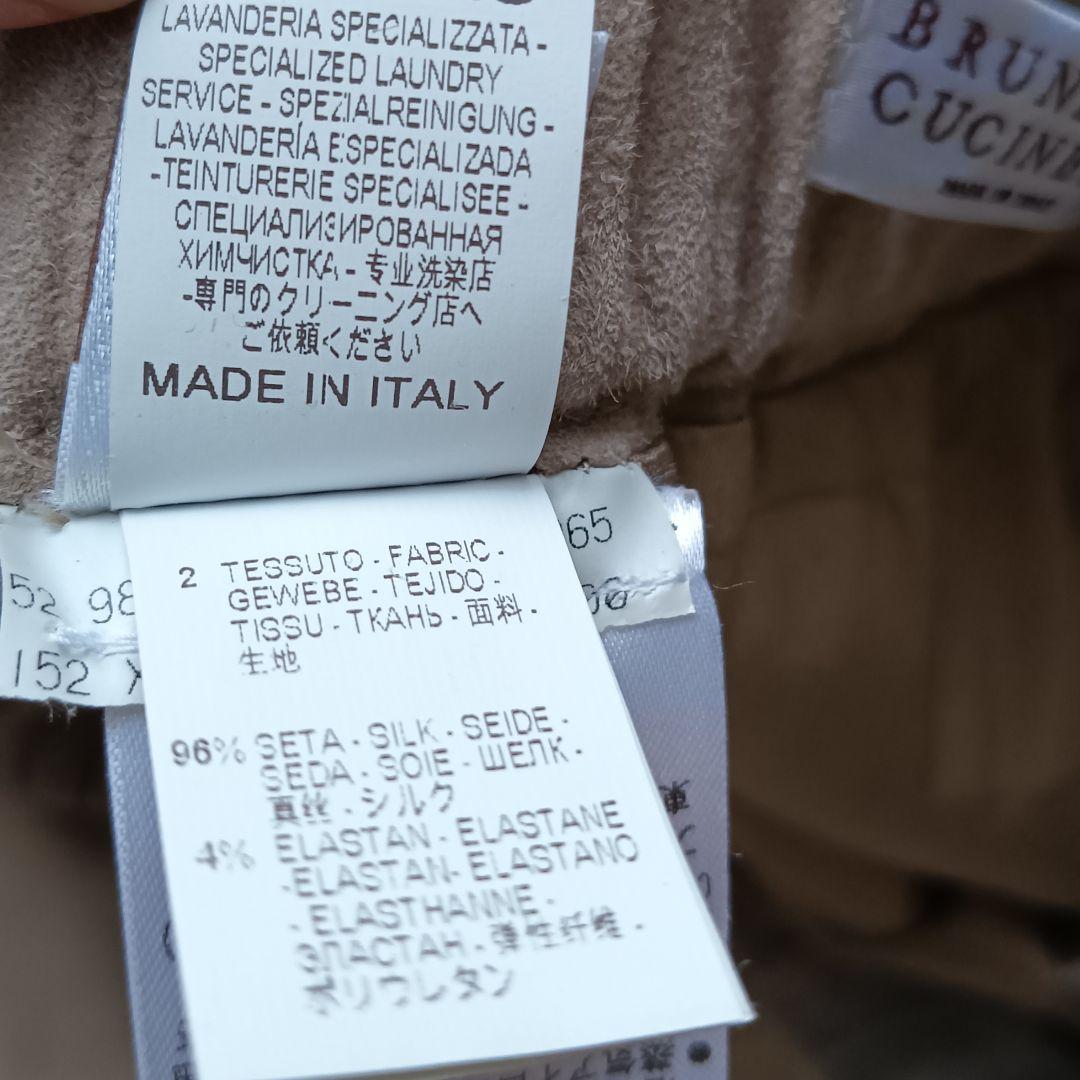 LAVANDERIA SPECIALIZZATA -
SPECIALIZED LAUNDRY
SERVICE - SPEZIALREINIGUNG -
LAVANDERÍA ESPECIALIZADA
-TEINTURERIE SPECIALISEE -
СПЕЦИАЛИЗИРОВАННАЯ
ХИМЧИСТКА - 专业洗染店
-専門のクリーニング店へ
ご依頼ください
MADE IN ITALY
BRUN
CUCINE
MADE IN ITALY
65
52 98
152
2 TESSUTO - FABRIC -
GEWEBE - TEJIDO -
TISSU - ТКАНЬ - 面料 -
生地
96% SETA - SILK - SEIDE -
SEDA - SOIE - ШЕЛК -
真丝 - シルク
4% ELASTAN - ELASTANE
-ELASTAN- ELASTANO
- ELASTHANNE -
ЭЛАСТАН - 弹性纤维 -
ポリウレタン